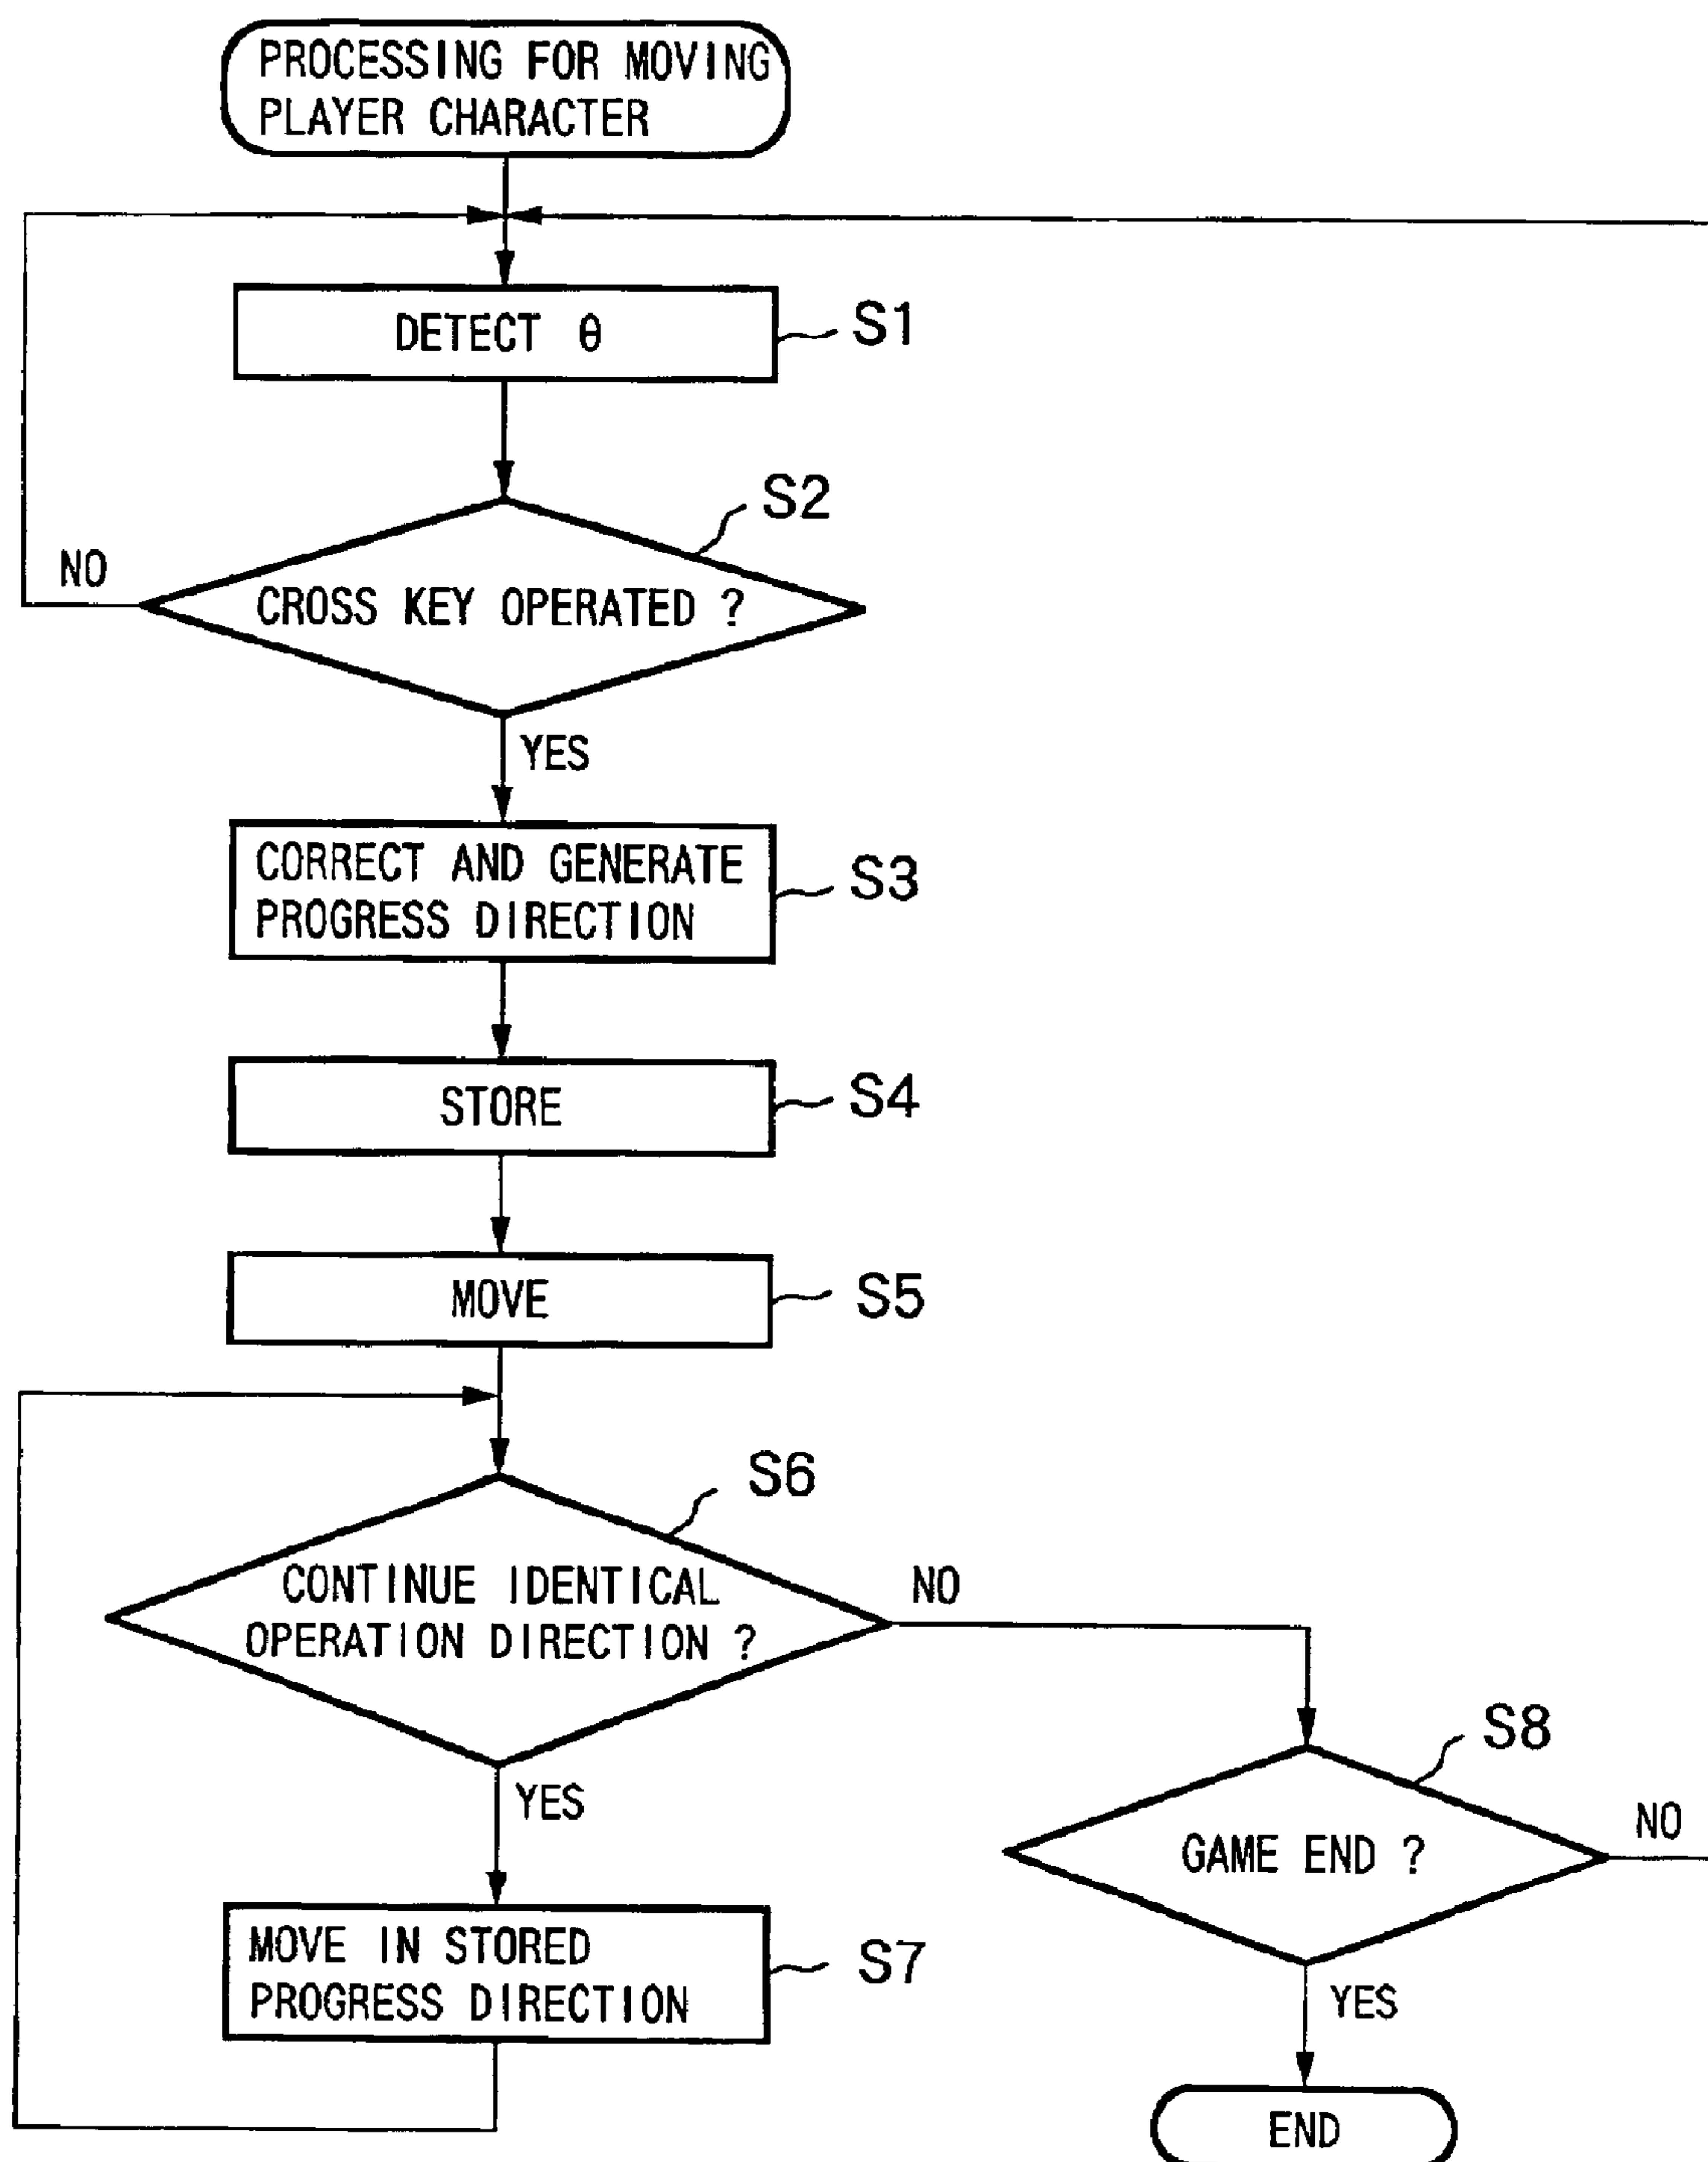 PROCESSING FOR MOVING
PLAYER CHARACTER
DETECT θ
S1
S2
NO
CROSS KEY OPERATED ?
YES
CORRECT AND GENERATE
PROGRESS DIRECTION
S3
STORE
S4
MOVE
S5
S6
CONTINUE IDENTICAL
OPERATION DIRECTION ?
NO
YES
S8
GAME END ?
NO
MOVE IN STORED
PROGRESS DIRECTION
S7
YES
END